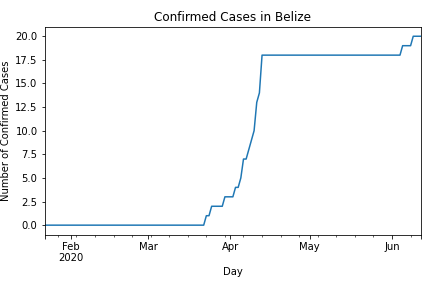 Confirmed Cases in Belize
Number of Confirmed Cases
20.0
17.5
15.0
12.5
10.0
7.5
5.0
2.5
0.0
Feb Mar Apr May Jun
2020
Day